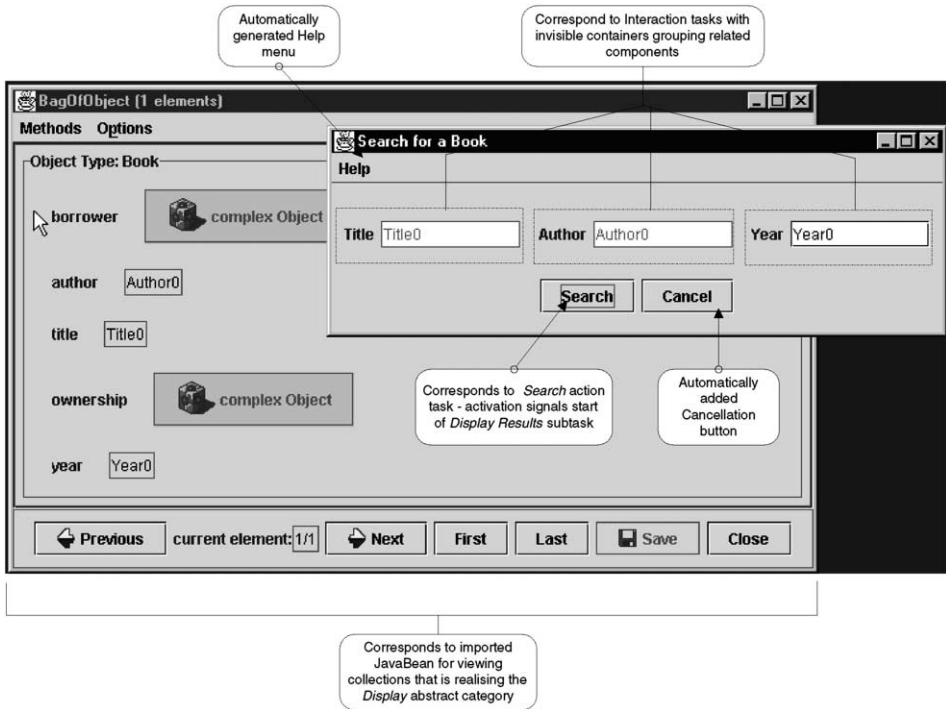 Automatically
generated Help
menu
Correspond to Interaction tasks with
invisible containers grouping related
components
BagOfObject (1 elements)
Methods Options
Object Type: Book
borrower complex Object
author Author0
title Title0
ownership complex Object
year Year0
Previous current element: 1/1 Next First Last Save Close
Search for a Book
Help
Title Title0 Author Author0 Year Year0
Search Cancel
Corresponds to Search action
task - activation signals start
of Display Results subtask
Automatically
added
Cancellation
button
Corresponds to imported
JavaBean for viewing
collections that is realising the
Display abstract category